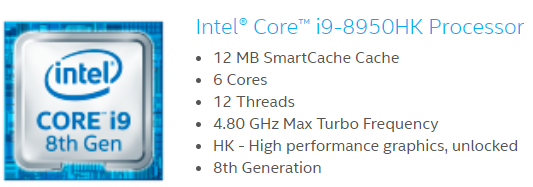 intel
CORE™ i9
8th Gen
Intel® Core™ i9-8950HK Processor
• 12 MB SmartCache Cache
• 6 Cores
• 12 Threads
• 4.80 GHz Max Turbo Frequency
• HK - High performance graphics, unlocked
• 8th Generation